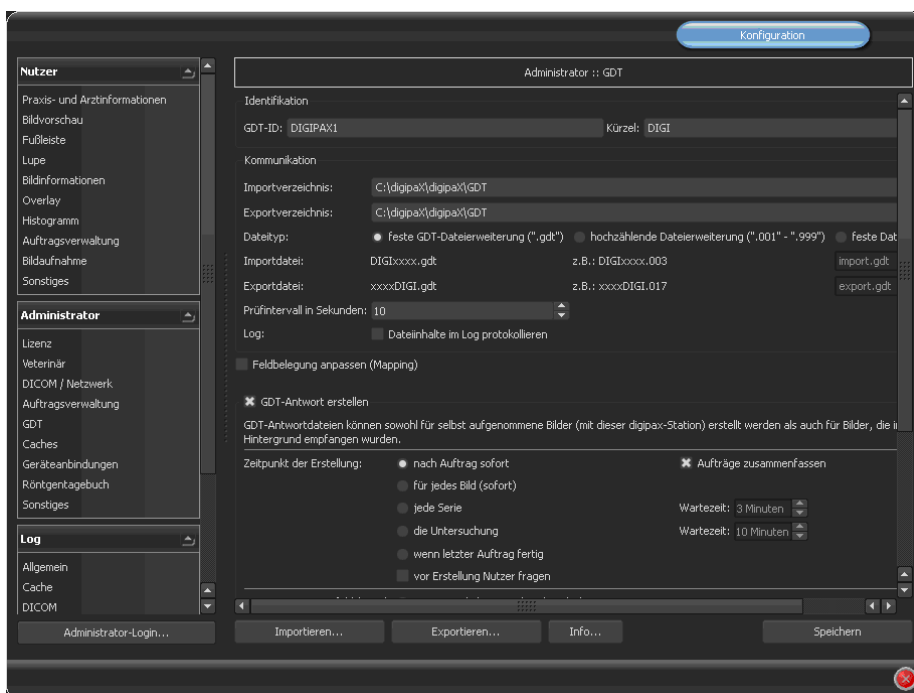 Konfiguration
Nutzer
Praxis- und Arztinformationen
Bildvorschau
Fußleiste
Lupe
Bildinformationen
Overlay
Histogramm
Auftragsverwaltung
Bildaufnahme
Sonstiges
Administrator
Lizenz
Veterinär
DICOM / Netzwerk
Auftragsverwaltung
GDT
Caches
Geräteanbindungen
Röntgentagebuch
Sonstiges
Log
Allgemein
Cache
DICOM
Administrator-Login...
Administrator :: GDT
Identifikation
GDT-ID: DIGIPAX1 Kürzel: DIGI
Kommunikation
Importverzeichnis: C:\digipaX\digipaX\GDT
Exportverzeichnis: C:\digipaX\digipaX\GDT
Dateityp: feste GDT-Dateierweiterung (".gdt") hochzählende Dateierweiterung (".001" - ".999") feste Dat
Importdatei: DIGIxxxx.gdt z.B.: DIGIxxxx.003 import.gdt
Exportdatei: xxxxDIGI.gdt z.B.: xxxxDIGI.017 export.gdt
Prüfintervall in Sekunden: 10
Log: Dateiinhalte im Log protokollieren
Feldbelegung anpassen (Mapping)
GDT-Antwort erstellen
GDT-Antwortdateien können sowohl für selbst aufgenommene Bilder (mit dieser digipax-Station) erstellt werden als auch für Bilder, die i
Hintergrund empfangen wurden.
Zeitpunkt der Erstellung: nach Auftrag sofort Aufträge zusammenfassen
für jedes Bild (sofort)
jede Serie Wartezeit: 3 Minuten
die Untersuchung Wartezeit: 10 Minuten
wenn letzter Auftrag fertig
vor Erstellung Nutzer fragen
Importieren... Exportieren... Info... Speichern